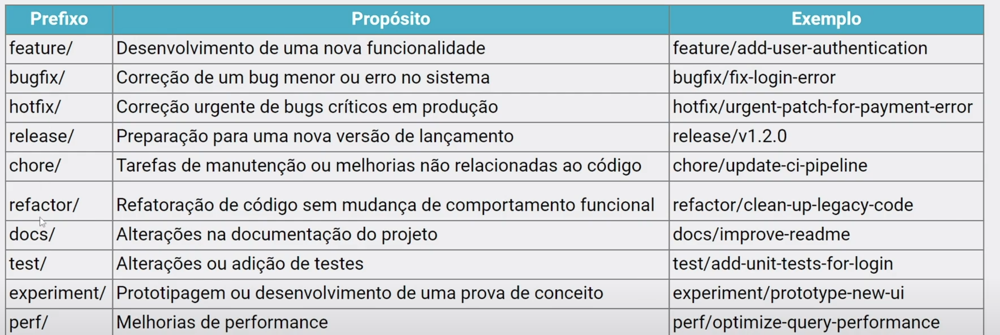 Prefixo Propósito Exemplo
feature/ Desenvolvimento de uma nova funcionalidade feature/add-user-authentication
bugfix/ Correção de um bug menor ou erro no sistema bugfix/fix-login-error
hotfix/ Correção urgente de bugs críticos em produção hotfix/urgent-patch-for-payment-error
release/ Preparação para uma nova versão de lançamento release/v1.2.0
chore/ Tarefas de manutenção ou melhorias não relacionadas ao código chore/update-ci-pipeline
refactor/ Refatoração de código sem mudança de comportamento funcional refactor/clean-up-legacy-code
docs/ Alterações na documentação do projeto docs/improve-readme
test/ Alterações ou adição de testes test/add-unit-tests-for-login
experiment/ Prototipagem ou desenvolvimento de uma prova de conceito experiment/prototype-new-ui
perf/ Melhorias de performance perf/optimize-query-performance